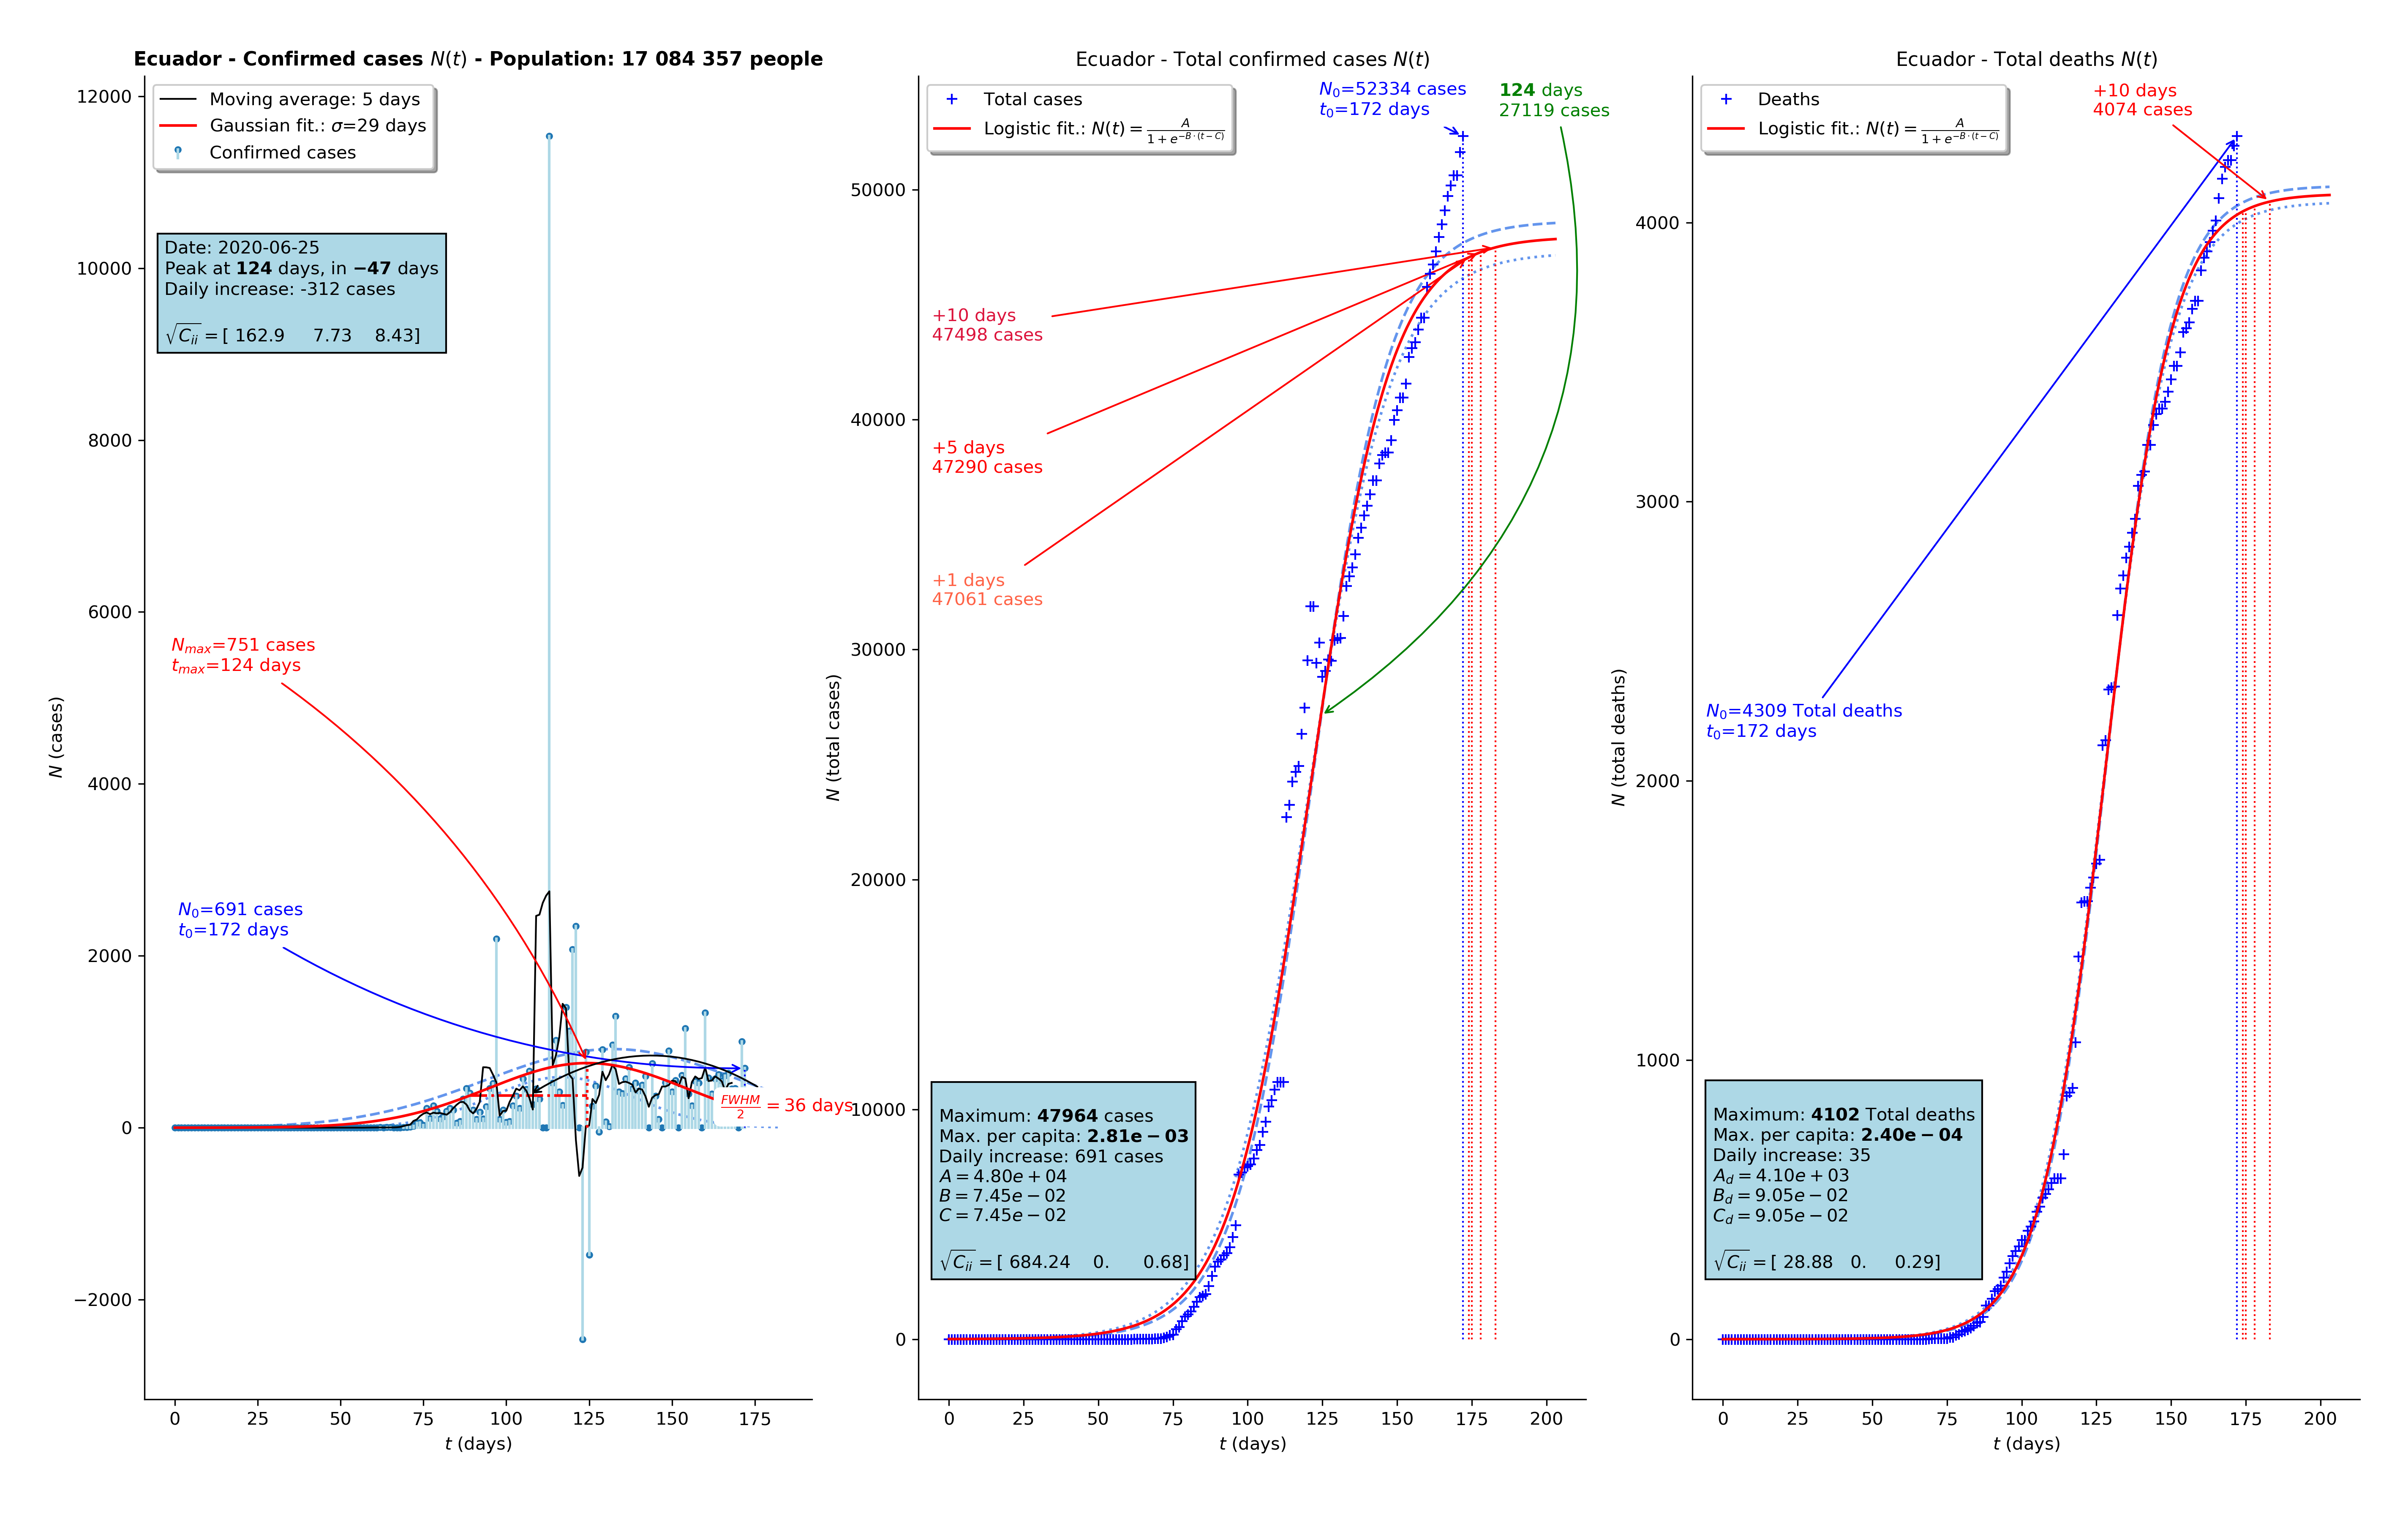 Ecuador - Confirmed cases N(t) - Population: 17 084 357 people
Moving average: 5 days
Gaussian fit.: σ=29 days
Confirmed cases
Date: 2020-06-25
Peak at 124 days, in −47 days
Daily increase: -312 cases
√C_ii = [ 162.9 7.73 8.43]
N_max=751 cases
t_max=124 days
N_0=691 cases
t_0=172 days
FWHM/2 = 36 days
N (cases)
12000
10000
8000
6000
4000
2000
0
−2000
0 25 50 75 100 125 150 175
t (days)
Ecuador - Total confirmed cases N(t)
Total cases
Logistic fit.: N(t) = A/(1 + e^{−B·(t−C)})
N_0=52334 cases
t_0=172 days
124 days
27119 cases
+10 days
47498 cases
+5 days
47290 cases
+1 days
47061 cases
Maximum: 47964 cases
Max. per capita: 2.81e − 03
Daily increase: 691 cases
A = 4.80e + 04
B = 7.45e − 02
C = 7.45e − 02
√C_ii = [ 684.24 0. 0.68]
N (total cases)
50000
40000
30000
20000
10000
0
0 25 50 75 100 125 150 175 200
t (days)
Ecuador - Total deaths N(t)
Deaths
Logistic fit.: N(t) = A/(1 + e^{−B·(t−C)})
+10 days
4074 cases
N_0=4309 Total deaths
t_0=172 days
Maximum: 4102 Total deaths
Max. per capita: 2.40e − 04
Daily increase: 35
A_d = 4.10e + 03
B_d = 9.05e − 02
C_d = 9.05e − 02
√C_ii = [ 28.88 0. 0.29]
N (total deaths)
4000
3000
2000
1000
0
0 25 50 75 100 125 150 175 200
t (days)